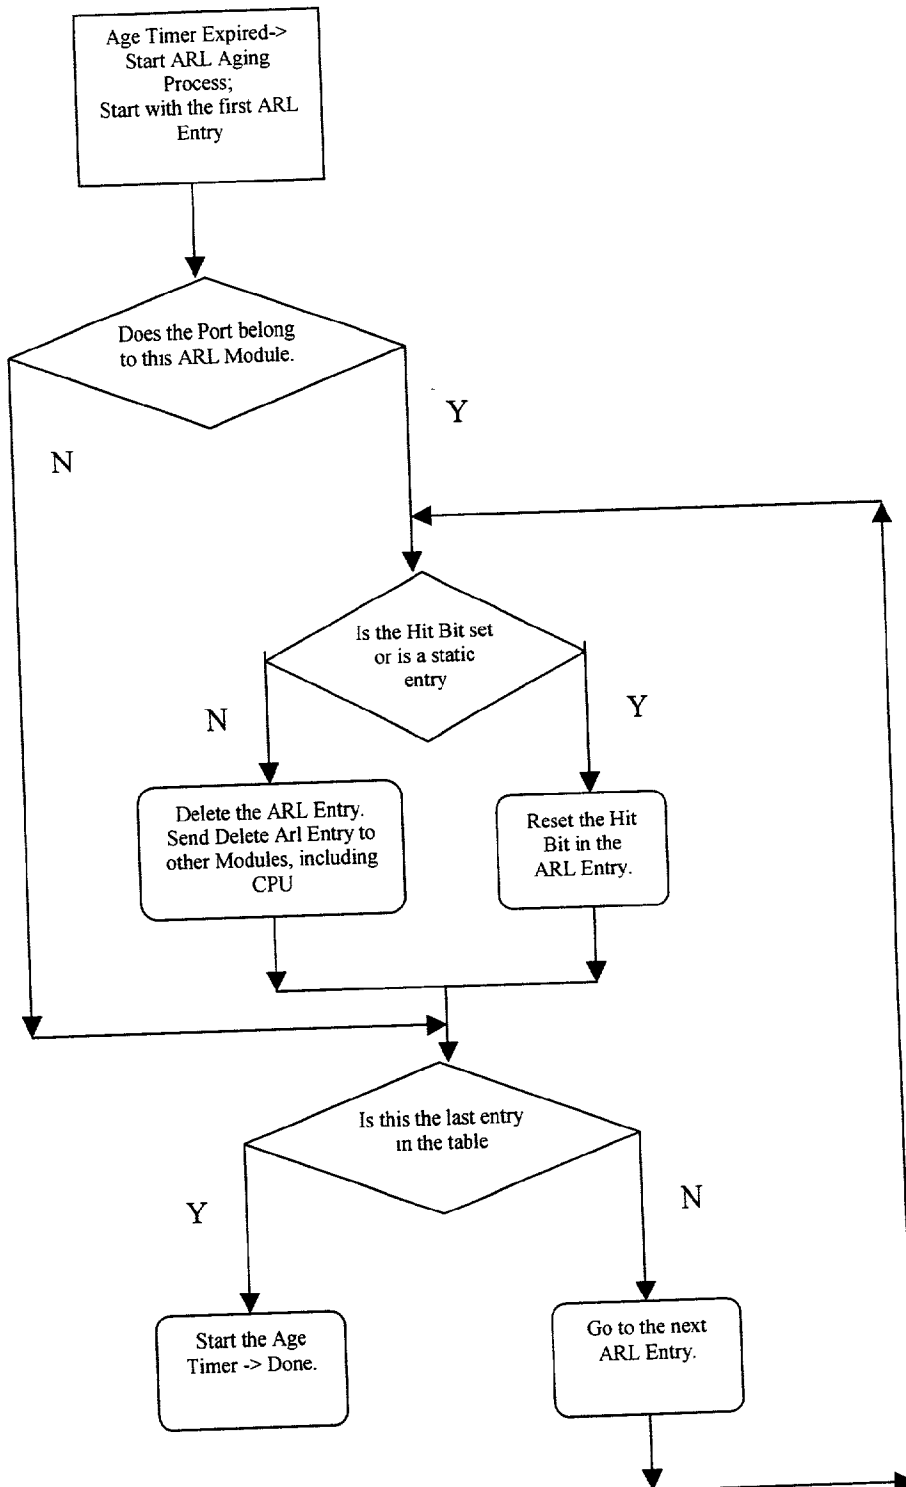 Age Timer Expired->
Start ARL Aging
Process;
Start with the first ARL
Entry
Does the Port belong
to this ARL Module.
Y
N
Is the Hit Bit set
or is a static
entry
N
Y
Delete the ARL Entry.
Send Delete Arl Entry to
other Modules, including
CPU
Reset the Hit
Bit in the
ARL Entry.
Is this the last entry
in the table
Y
N
Start the Age
Timer -> Done.
Go to the next
ARL Entry.